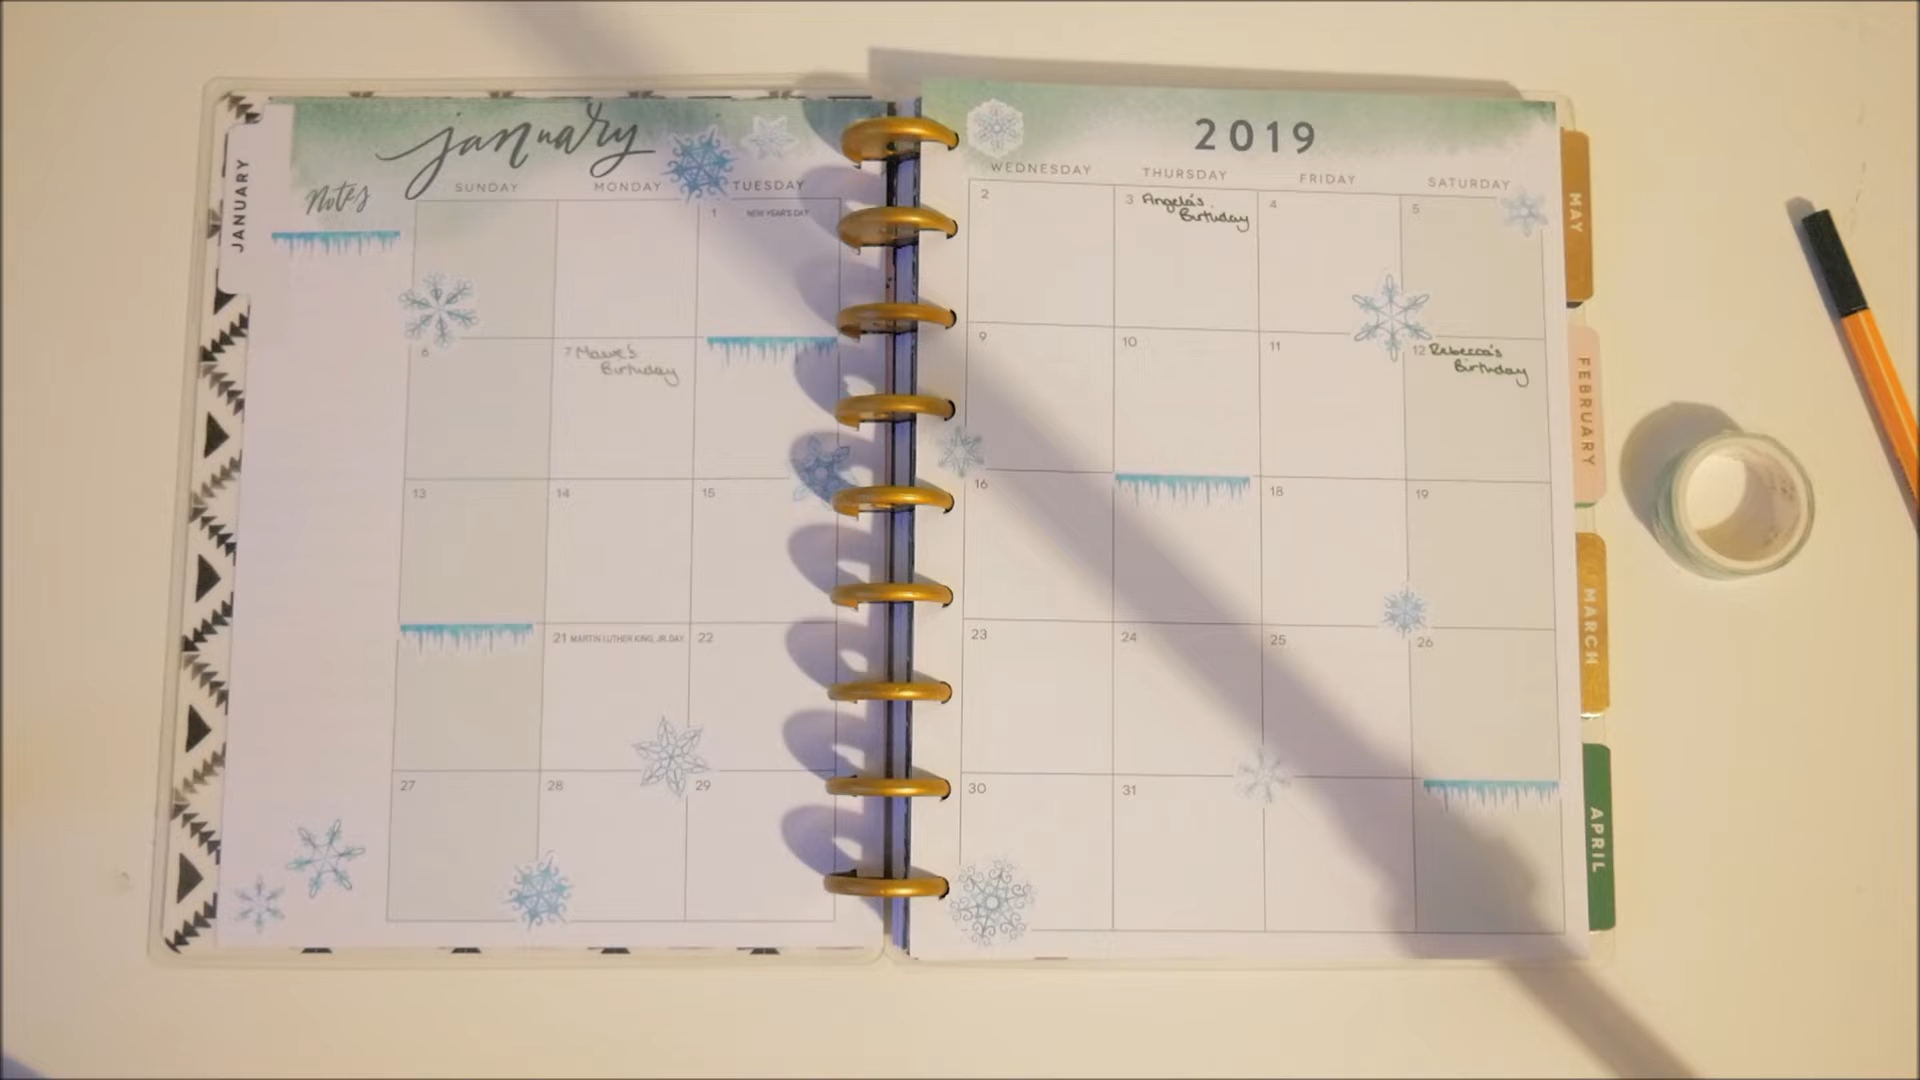 january
2019
JANUARY
notes
SUNDAY MONDAY TUESDAY WEDNESDAY THURSDAY FRIDAY SATURDAY
1 NEW YEAR'S DAY
2
3 Angela's
Birthday
4
5
6
7
Birthday
9
10
11
12 Rebecca's
Birthday
13
14
15
16
18
19
21 MARTIN LUTHER KING, JR. DAY
22
23
24
25
26
27
28
29
30
31
MAY
FEBRUARY
MARCH
APRIL